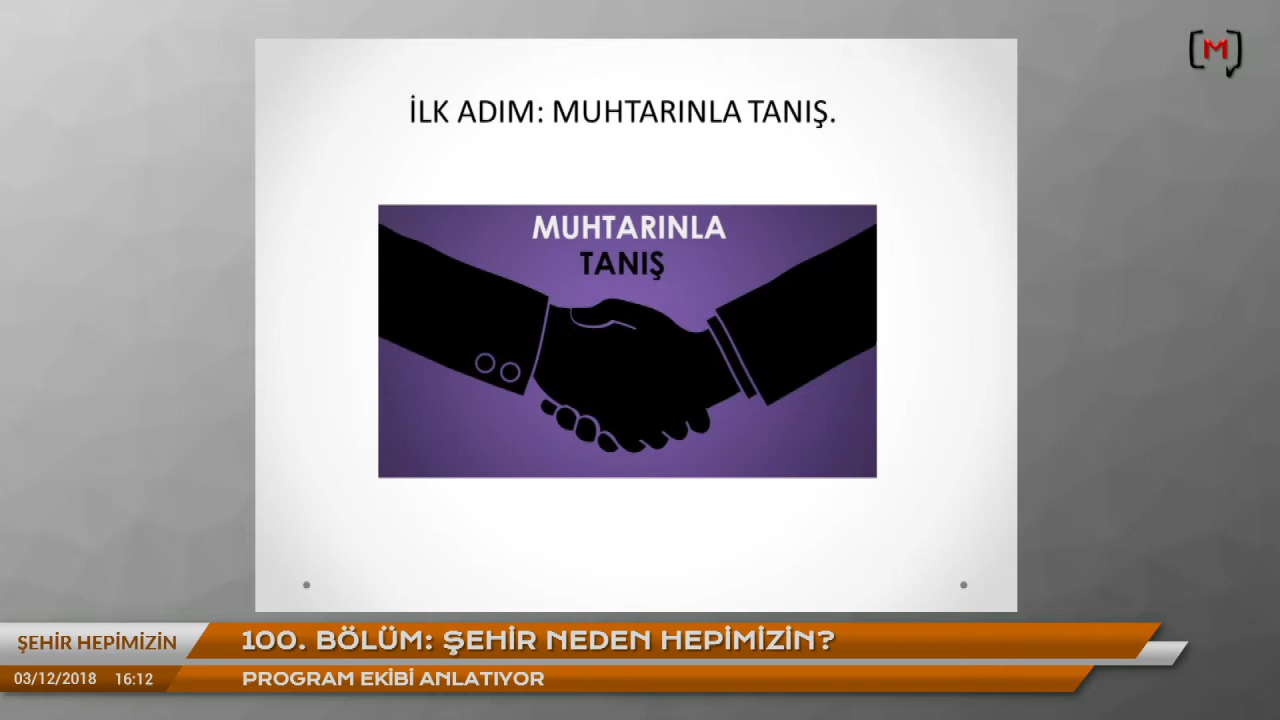 [M]
İLK ADIM: MUHTARINLA TANIŞ.
MUHTARINLA
TANIŞ
ŞEHİR HEPİMİZİN
100. BÖLÜM: ŞEHİR NEDEN HEPİMİZİN?
03/12/2018 16:12
PROGRAM EKİBİ ANLATIYOR